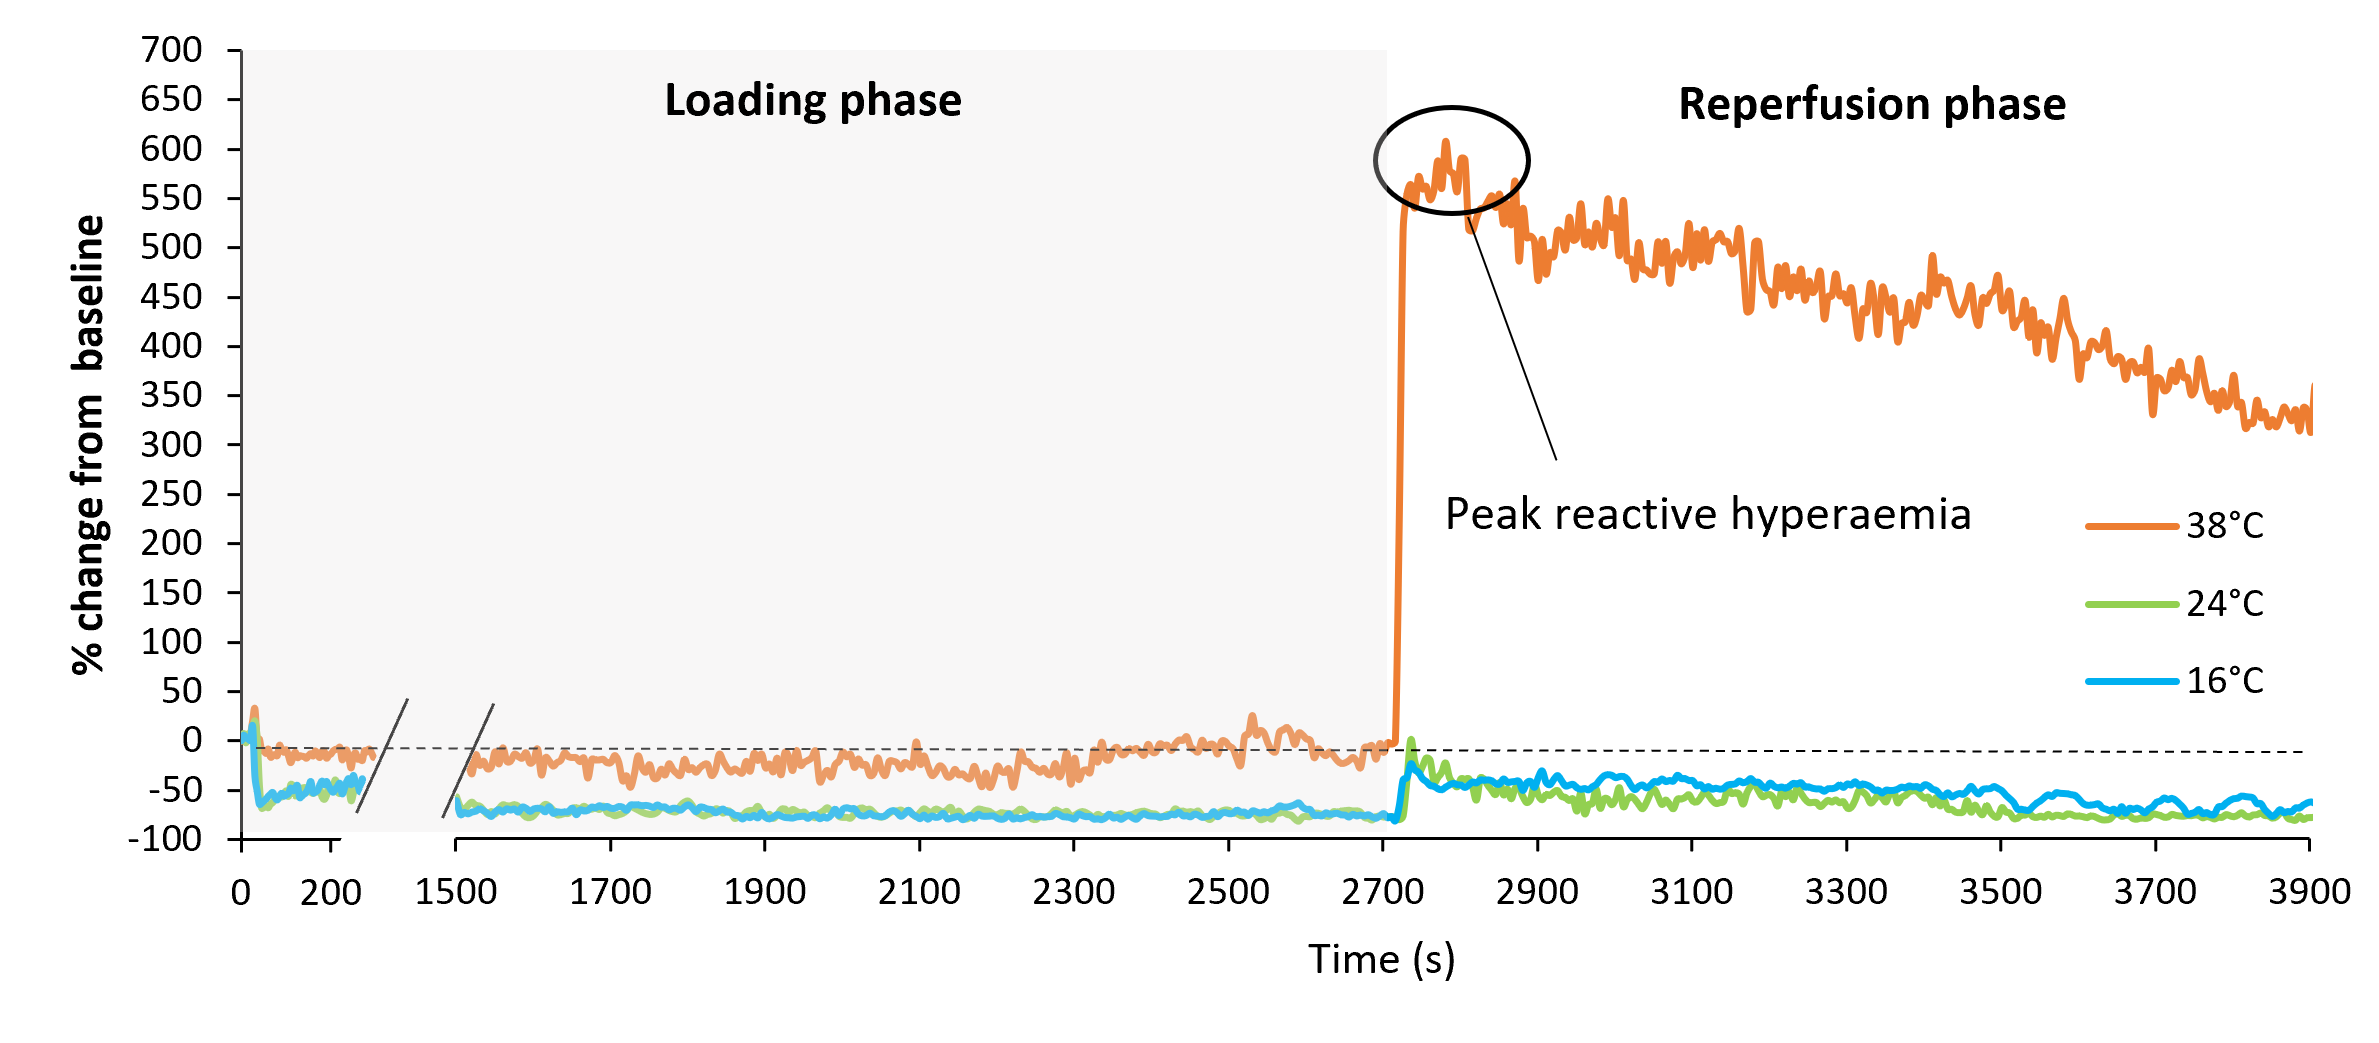 Loading phase
Reperfusion phase
% change from  baseline
700
650
600
550
500
450
400
350
300
250
200
150
100
50
0
-50
-100
Peak reactive hyperaemia
38°C
24°C
16°C
0 200 1500 1700 1900 2100 2300 2500 2700 2900 3100 3300 3500 3700 3900
Time (s)